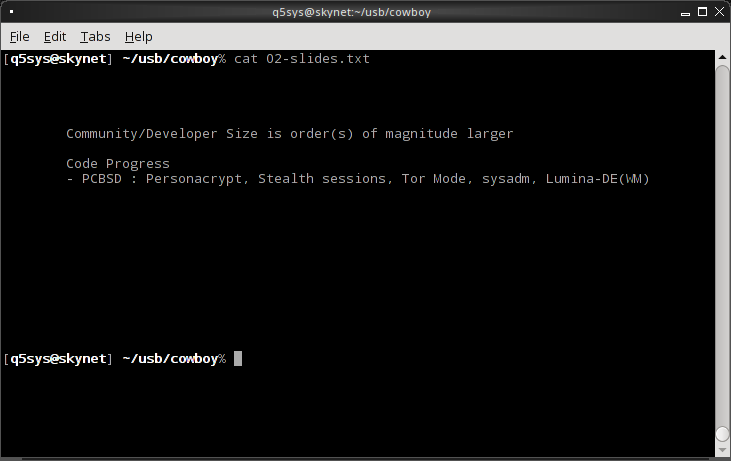 q5sys@skynet:~/usb/cowboy
File Edit Tabs Help
[q5sys@skynet] ~/usb/cowboy% cat 02-slides.txt
Community/Developer Size is order(s) of magnitude larger
Code Progress
- PCBSD : Personacrypt, Stealth sessions, Tor Mode, sysadm, Lumina-DE(WM)
[q5sys@skynet] ~/usb/cowboy%